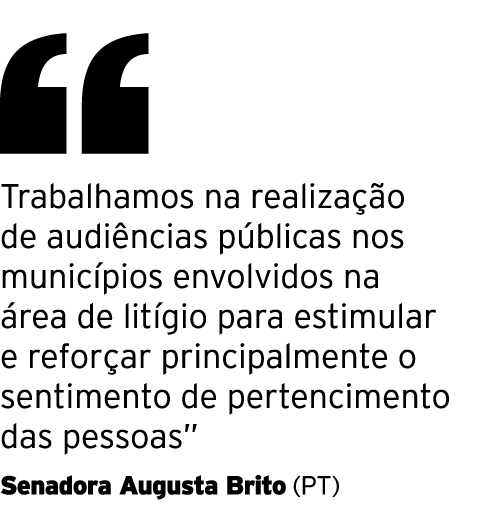 “
Trabalhamos na realização
de audiências públicas nos
municípios envolvidos na
área de litígio para estimular
e reforçar principalmente o
sentimento de pertencimento
das pessoas”
Senadora Augusta Brito (PT)